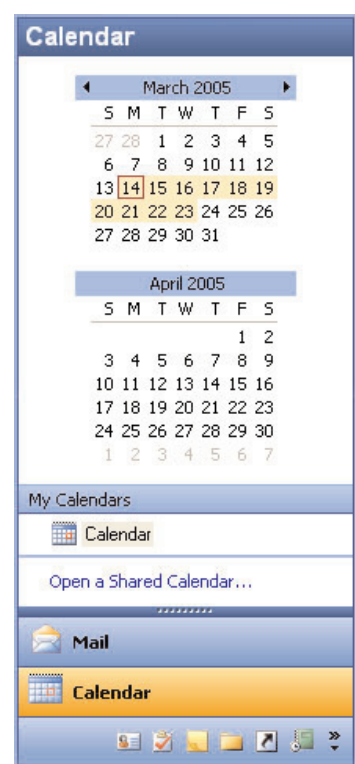 Calendar
March 2005
S M T W T F S
27 28 1 2 3 4 5
6 7 8 9 10 11 12
13 14 15 16 17 18 19
20 21 22 23 24 25 26
27 28 29 30 31
April 2005
S M T W T F S
1 2
3 4 5 6 7 8 9
10 11 12 13 14 15 16
17 18 19 20 21 22 23
24 25 26 27 28 29 30
1 2 3 4 5 6 7
My Calendars
Calendar
Open a Shared Calendar...
Mail
Calendar